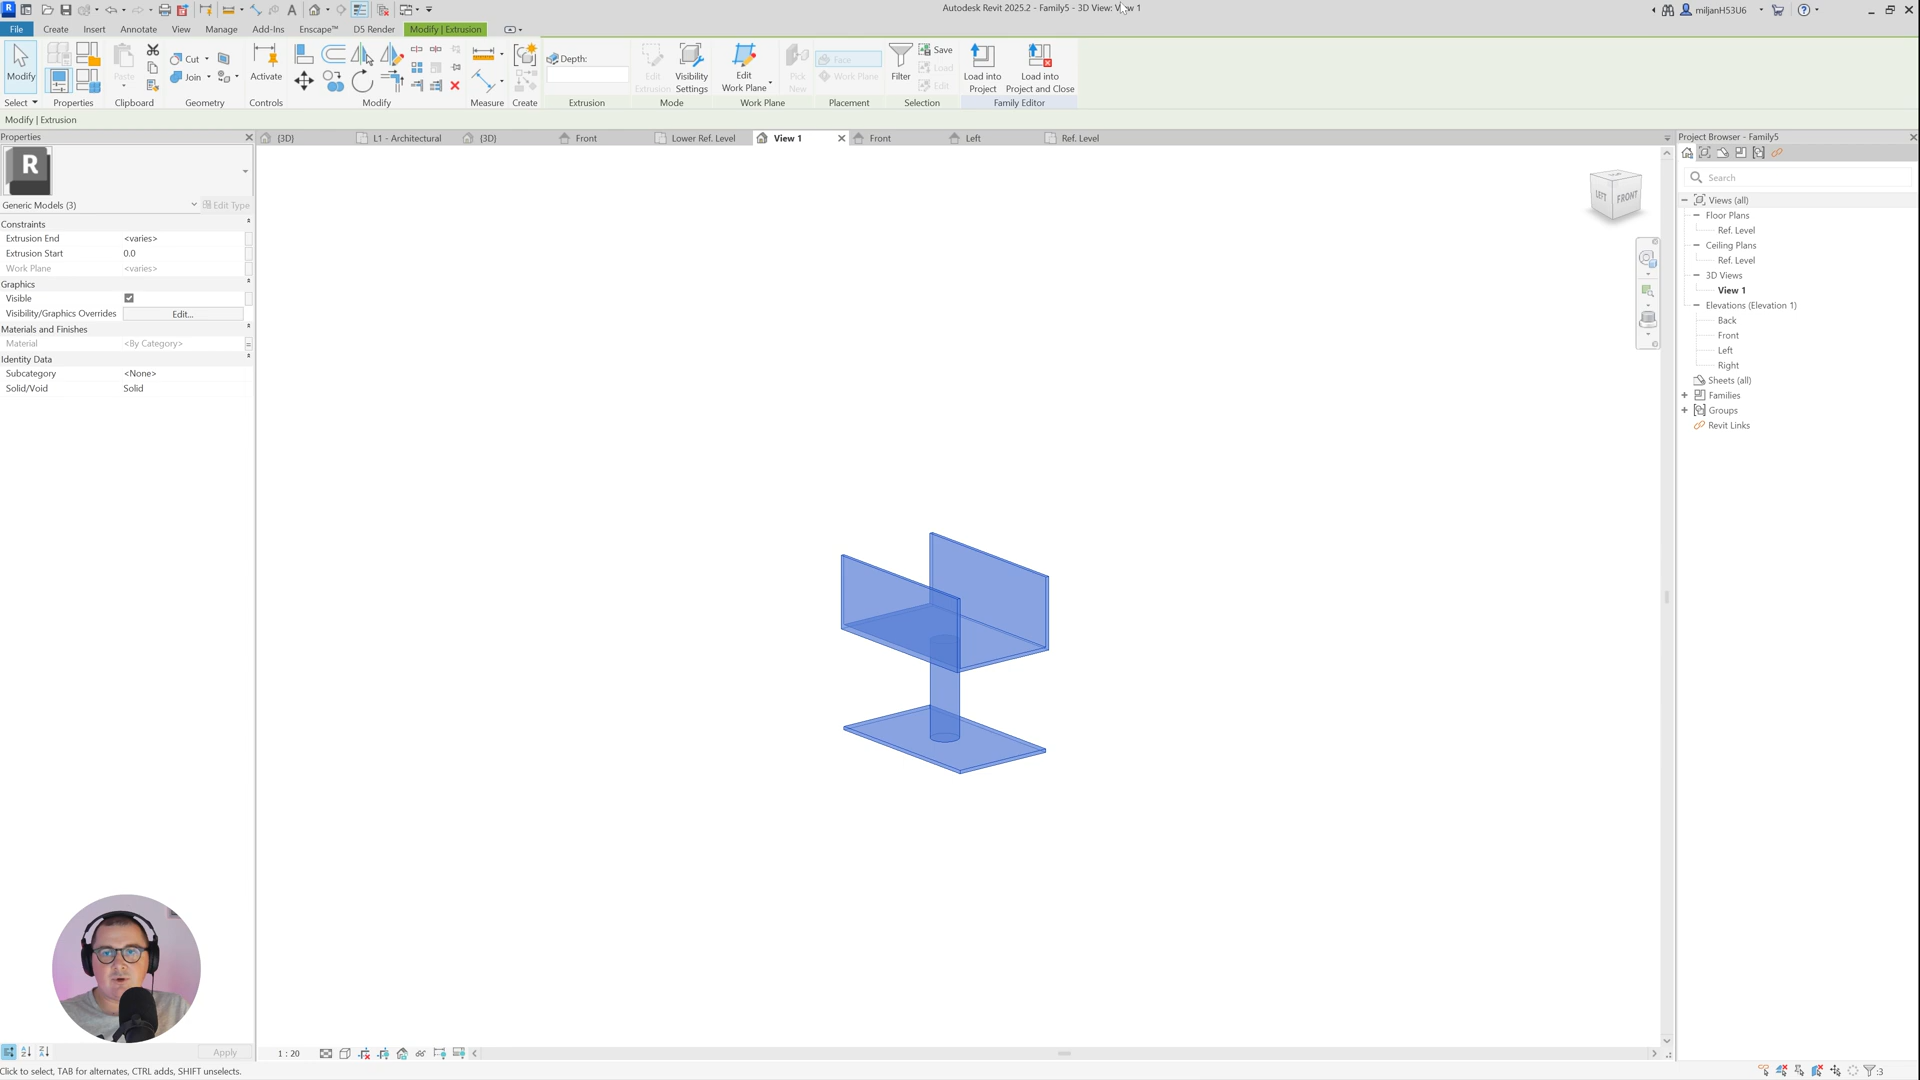 Autodesk Revit 2025.2 - Family5 - 3D View: View 1
miljanH53U6
File
Create
Insert
Annotate
View
Manage
Add-Ins
Enscape™
D5 Render
Modify | Extrusion
Modify
Select
Properties
Paste
Clipboard
Cut
Join
Geometry
Activate
Controls
Modify
Measure
Create
Depth:
Extrusion
Edit
Extrusion
Visibility
Settings
Mode
Edit
Work Plane
Work Plane
Pick
New
Face
Work Plane
Placement
Filter
Save
Load
Edit
Selection
Load into
Project
Load into
Project and Close
Family Editor
Modify | Extrusion
Properties
R
Generic Models (3)
Edit Type
Constraints
Extrusion End <varies>
Extrusion Start 0.0
Work Plane <varies>
Graphics
Visible
Visibility/Graphics Overrides Edit...
Materials and Finishes
Material <By Category>
Identity Data
Subcategory <None>
Solid/Void Solid
Apply
{3D}
L1 - Architectural
{3D}
Front
Lower Ref. Level
View 1
Front
Left
Ref. Level
TOP
LEFT
FRONT
Project Browser - Family5
Search
Views (all)
Floor Plans
Ref. Level
Ceiling Plans
Ref. Level
3D Views
View 1
Elevations (Elevation 1)
Back
Front
Left
Right
Sheets (all)
Families
Groups
Revit Links
1 : 20
Click to select, TAB for alternates, CTRL adds, SHIFT unselects.
:3